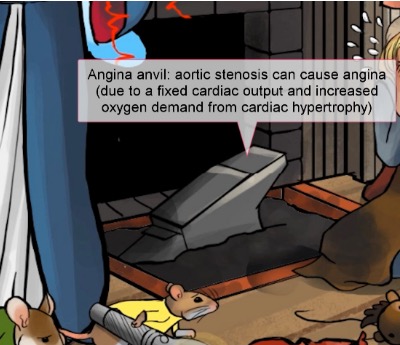 Angina anvil: aortic stenosis can cause angina
(due to a fixed cardiac output and increased
oxygen demand from cardiac hypertrophy)